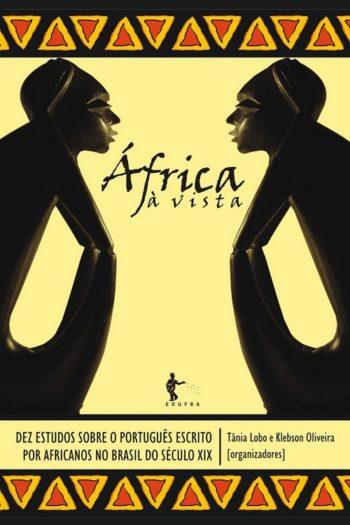 África
à vista
EDUFBA
DEZ ESTUDOS SOBRE O PORTUGUÊS ESCRITO
POR AFRICANOS NO BRASIL DO SÉCULO XIX
Tânia Lobo e Klebson Oliveira
[organizadores]